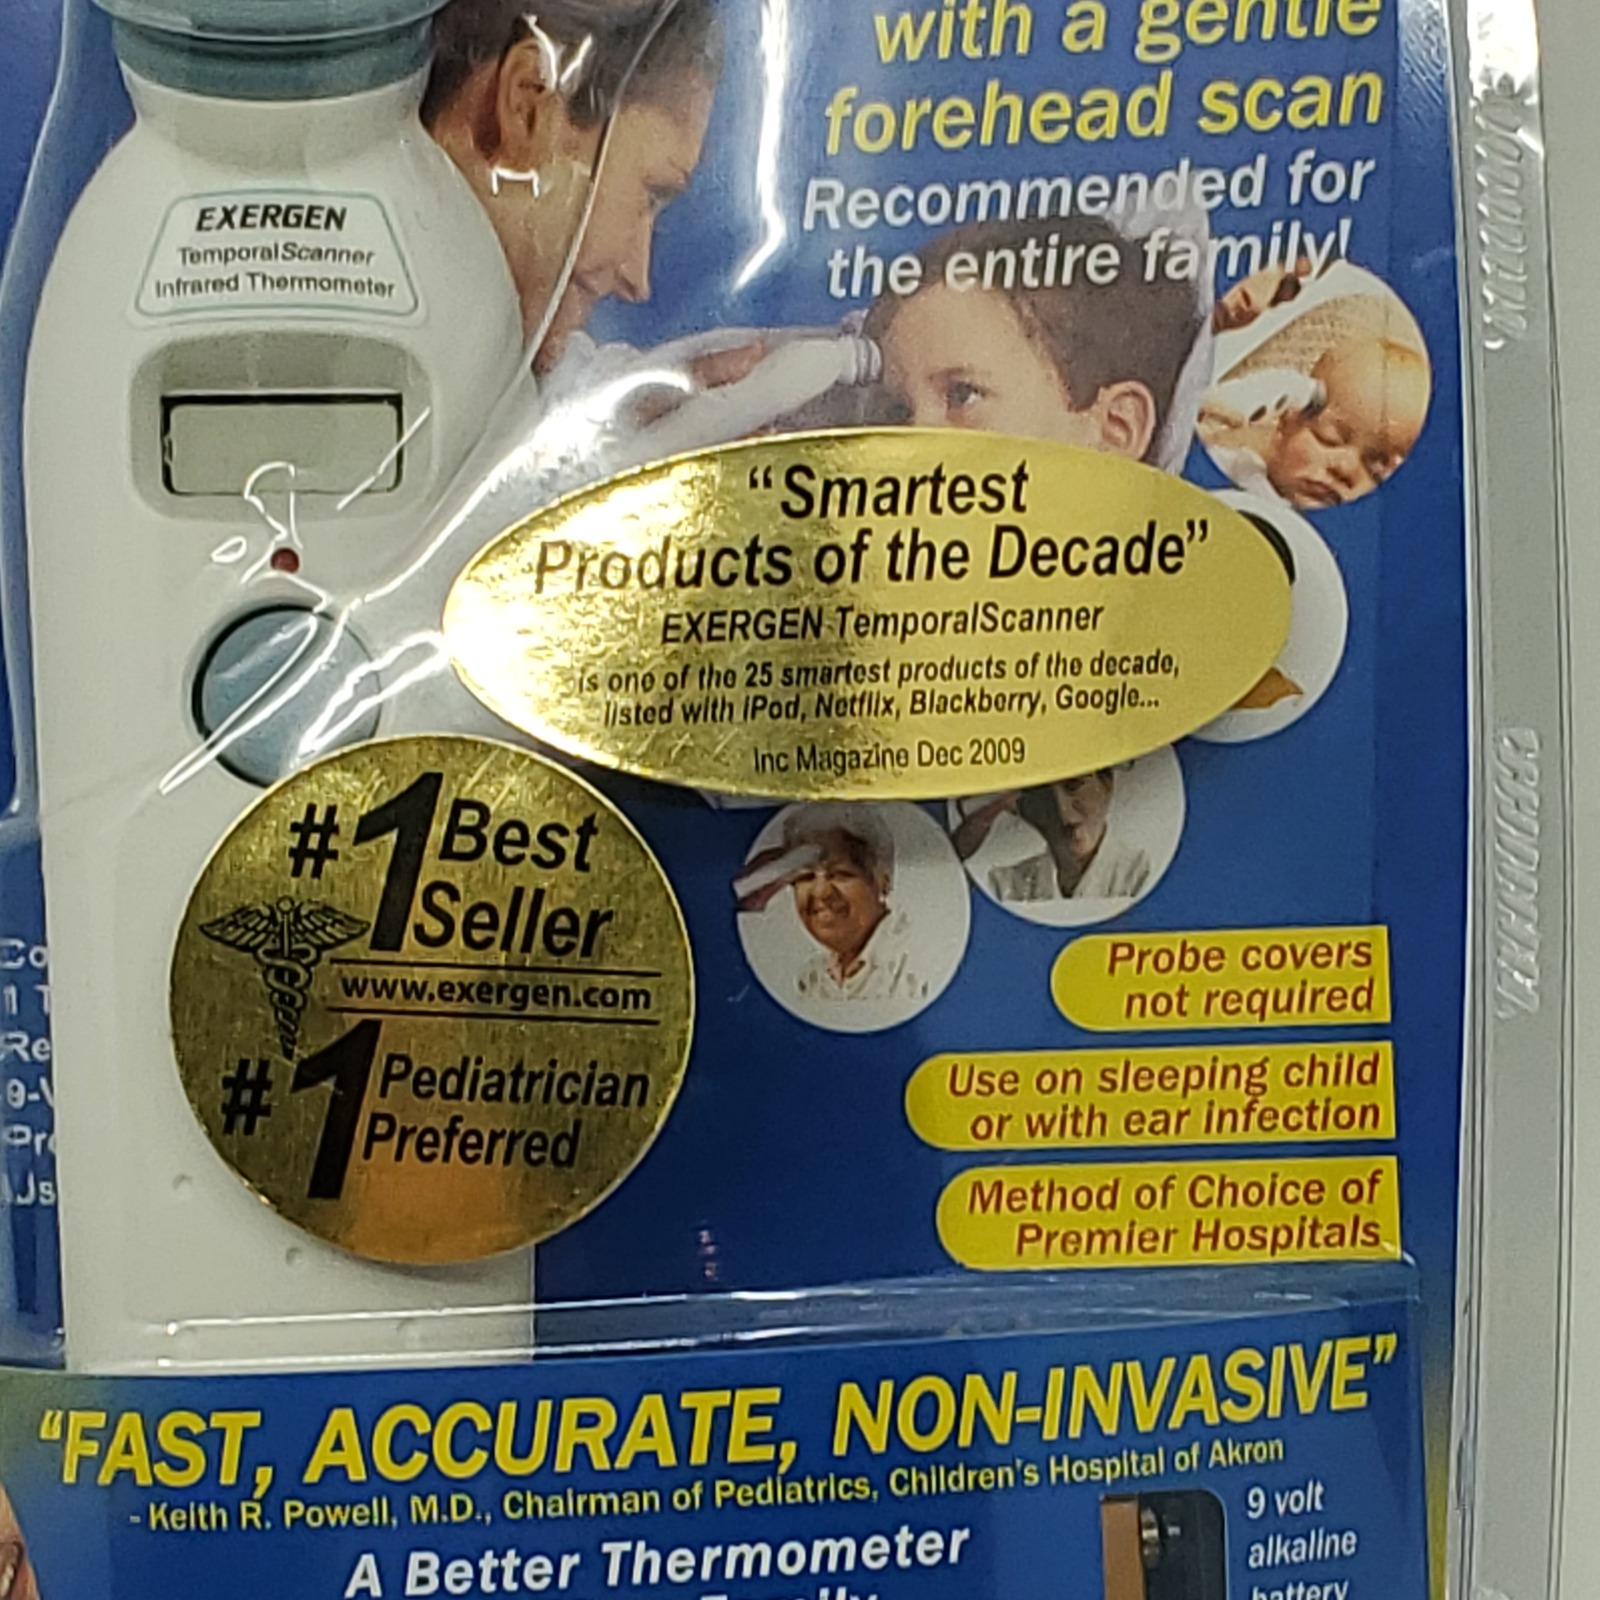 with a gentle
forehead scan
Recommended for
the entire family!
EXERGEN
TemporalScanner
Infrared Thermometer
“Smartest
Products of the Decade”
EXERGEN TemporalScanner
is one of the 25 smartest products of the decade,
listed with iPod, Netflix, Blackberry, Google...
Inc Magazine Dec 2009
#1 Best
Seller
www.exergen.com
#1 Pediatrician
Preferred
Probe covers
not required
Use on sleeping child
or with ear infection
Method of Choice of
Premier Hospitals
“FAST, ACCURATE, NON-INVASIVE”
- Keith R. Powell, M.D., Chairman of Pediatrics, Children's Hospital of Akron
A Better Thermometer
9 volt
alkaline
battery